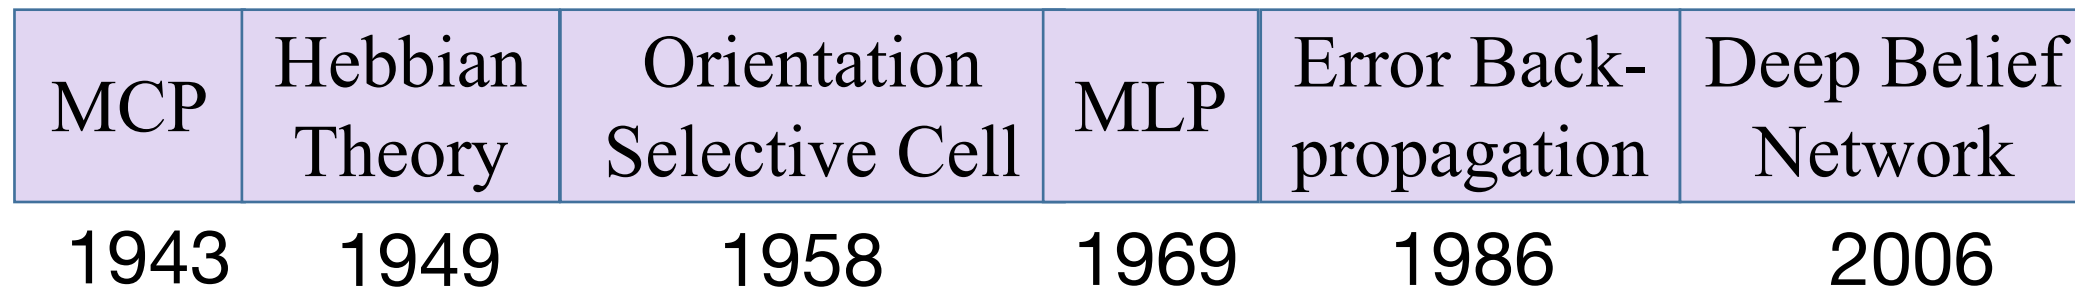 MCP
Hebbian
Theory
Orientation
Selective Cell
MLP
Error Back-
propagation
Deep Belief
Network
1943
1949
1958
1969
1986
2006